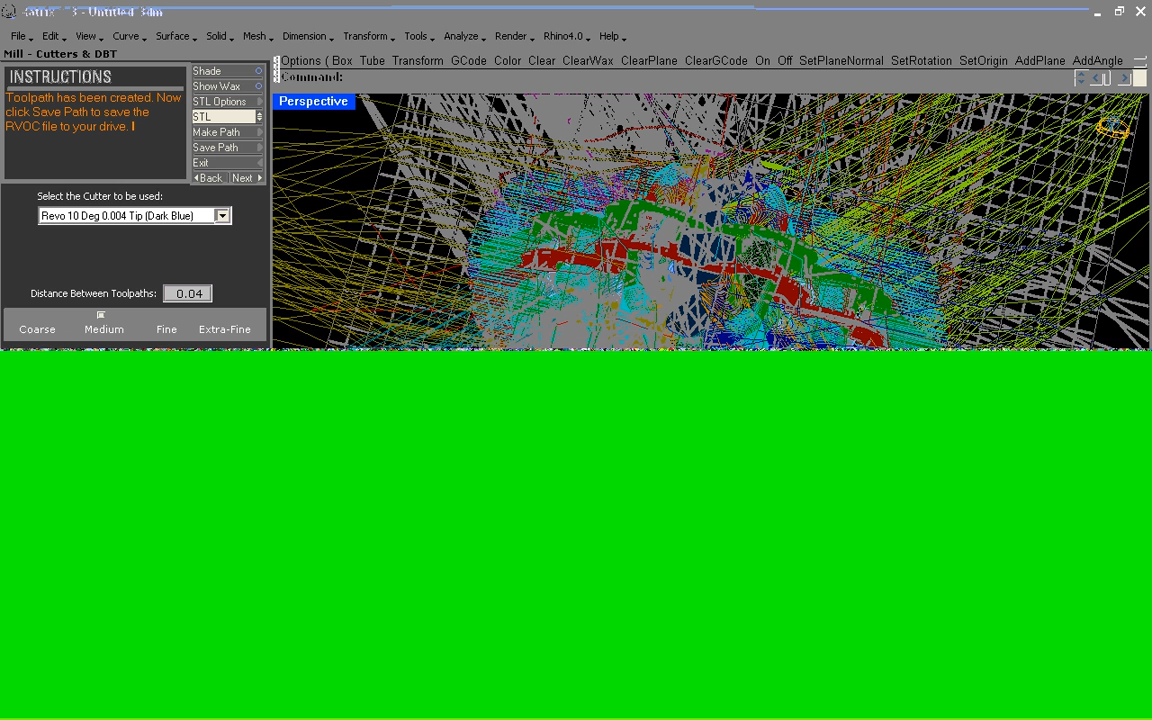 3 - Untitled 3dm
File Edit View Curve Surface Solid Mesh Dimension Transform Tools Analyze Render Rhino4.0 Help
Mill - Cutters & DBT
Options ( Box Tube Transform GCode Color Clear ClearWax ClearPlane ClearGCode On Off SetPlaneNormal SetRotation SetOrigin AddPlane AddAngle
Command:
INSTRUCTIONS
Toolpath has been created. Now
click Save Path to save the
RVOC file to your drive. I
Shade
Show Wax
STL Options
STL
Make Path
Save Path
Exit
Back Next
Perspective
Select the Cutter to be used:
Revo 10 Deg 0.004 Tip (Dark Blue)
Distance Between Toolpaths: 0.04
Coarse Medium Fine Extra-Fine